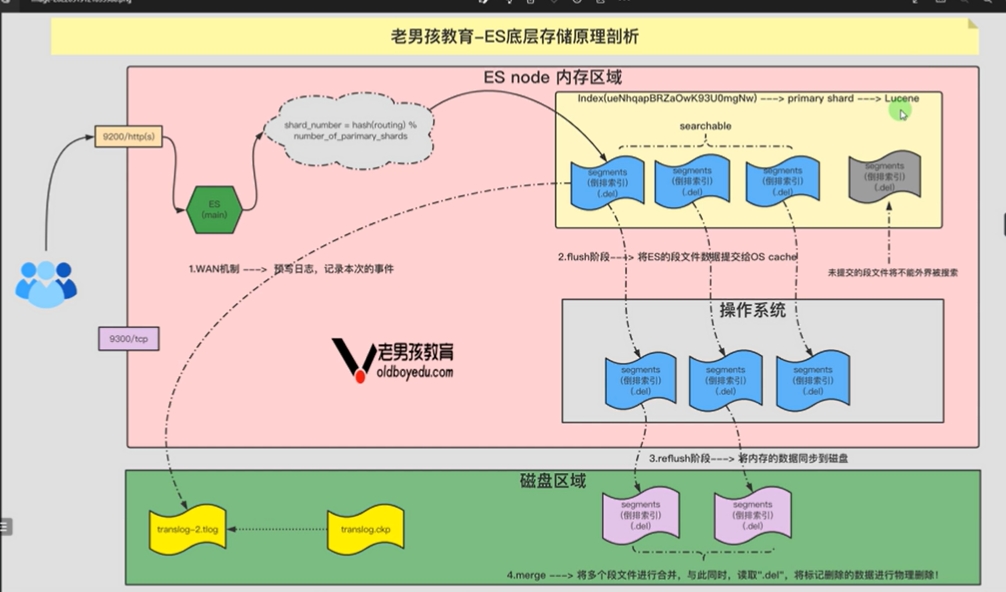 老男孩教育-ES底层存储原理剖析
ES node 内存区域
Index(ueNhqapBRZaOwK93U0mgNw) ---> primary shard ---> Lucene
9200/http(s)
shard_number = hash(routing) %
number_of_parimary_shards
searchable
segments
(倒排索引)
(.del)
segments
(倒排索引)
(.del)
segments
(倒排索引)
(.del)
segments
(倒排索引)
(.del)
ES
(main)
1.WAN机制 ---> 预写日志，记录本次的事件
2.flush阶段---> 将ES的段文件数据提交给OS cache
未提交的段文件将不能外界被搜索
9300/tcp
操作系统
老男孩教育
oldboyedu.com
segments
(倒排索引)
(.del)
segments
(倒排索引)
(.del)
segments
(倒排索引)
(.del)
3.reflush阶段---> 将内存的数据同步到磁盘
磁盘区域
translog-2.tlog
translog.ckp
segments
(倒排索引)
(.del)
segments
(倒排索引)
(.del)
4.merge ---> 将多个段文件进行合并，与此同时，读取".del"，将标记删除的数据进行物理删除！